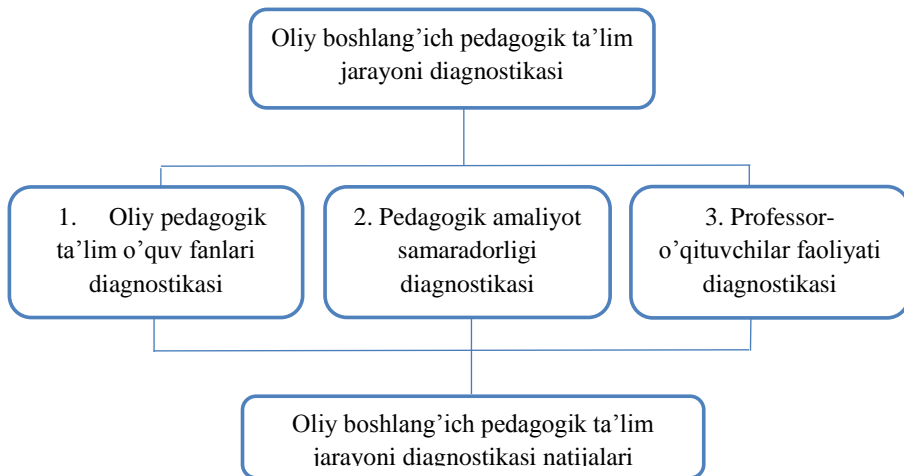 Oliy boshlang’ich pedagogik ta’lim
jarayoni diagnostikasi
1. Oliy pedagogik
ta’lim o’quv fanlari
diagnostikasi
2. Pedagogik amaliyot
samaradorligi
diagnostikasi
3. Professor-
o’qituvchilar faoliyati
diagnostikasi
Oliy boshlang’ich pedagogik ta’lim
jarayoni diagnostikasi natijalari